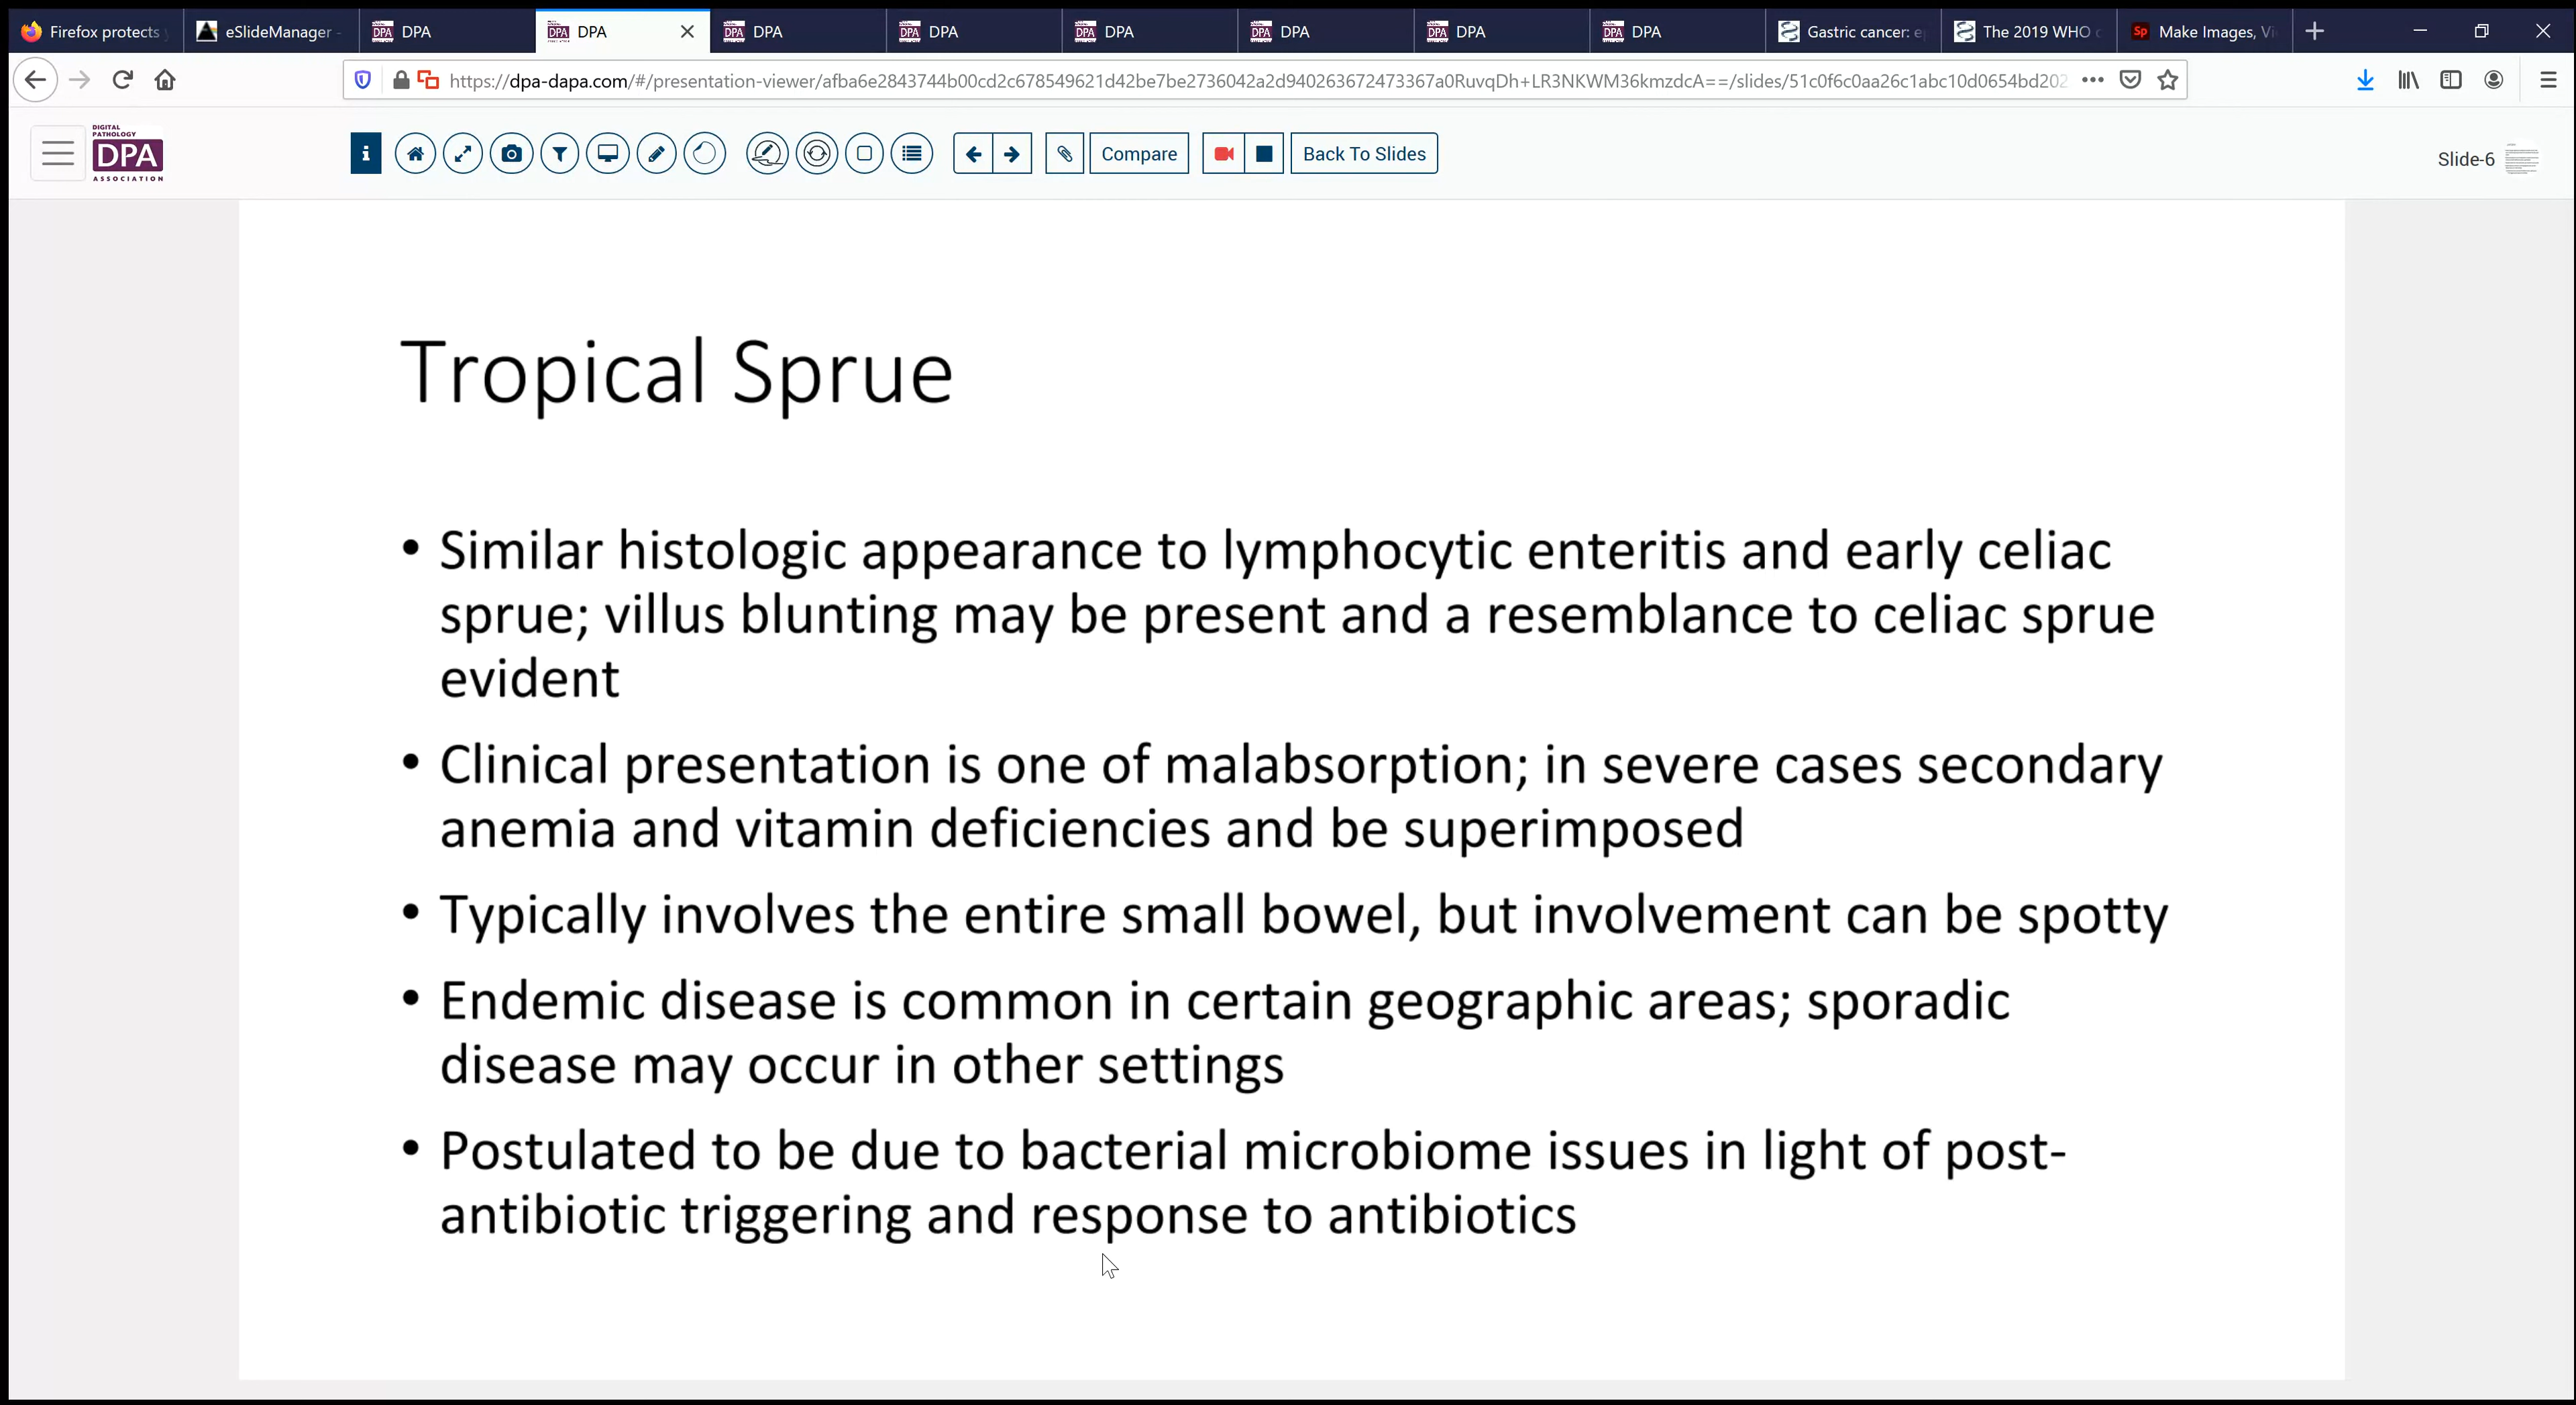 Firefox protects
eSlideManager -
DPA
DPA
DPA
DPA
DPA
DPA
DPA
DPA
Gastric cancer: e
The 2019 WHO c
Sp Make Images, Vi
https://dpa-dapa.com/#/presentation-viewer/afba6e2843744b00cd2c678549621d42be7be2736042a2d940263672473367a0RuvqDh+LR3NKWM36kmzdcA==/slides/51c0f6c0aa26c1abc10d0654bd202
DIGITAL
PATHOLOGY
DPA
ASSOCIATION
Compare
Back To Slides
Slide-6
Tropical Sprue
• Similar histologic appearance to lymphocytic enteritis and early celiac
sprue; villus blunting may be present and a resemblance to celiac sprue
evident
• Clinical presentation is one of malabsorption; in severe cases secondary
anemia and vitamin deficiencies and be superimposed
• Typically involves the entire small bowel, but involvement can be spotty
• Endemic disease is common in certain geographic areas; sporadic
disease may occur in other settings
• Postulated to be due to bacterial microbiome issues in light of post-
antibiotic triggering and response to antibiotics